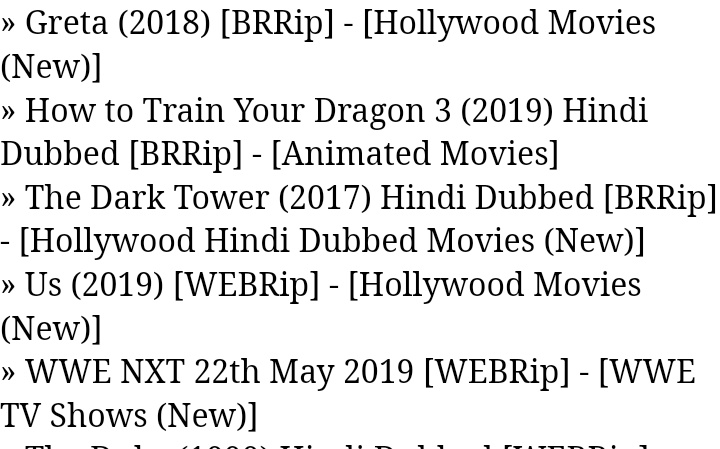 » Greta (2018) [BRRip] - [Hollywood Movies
(New)]
» How to Train Your Dragon 3 (2019) Hindi
Dubbed [BRRip] - [Animated Movies]
» The Dark Tower (2017) Hindi Dubbed [BRRip]
- [Hollywood Hindi Dubbed Movies (New)]
» Us (2019) [WEBRip] - [Hollywood Movies
(New)]
» WWE NXT 22th May 2019 [WEBRip] - [WWE
TV Shows (New)]